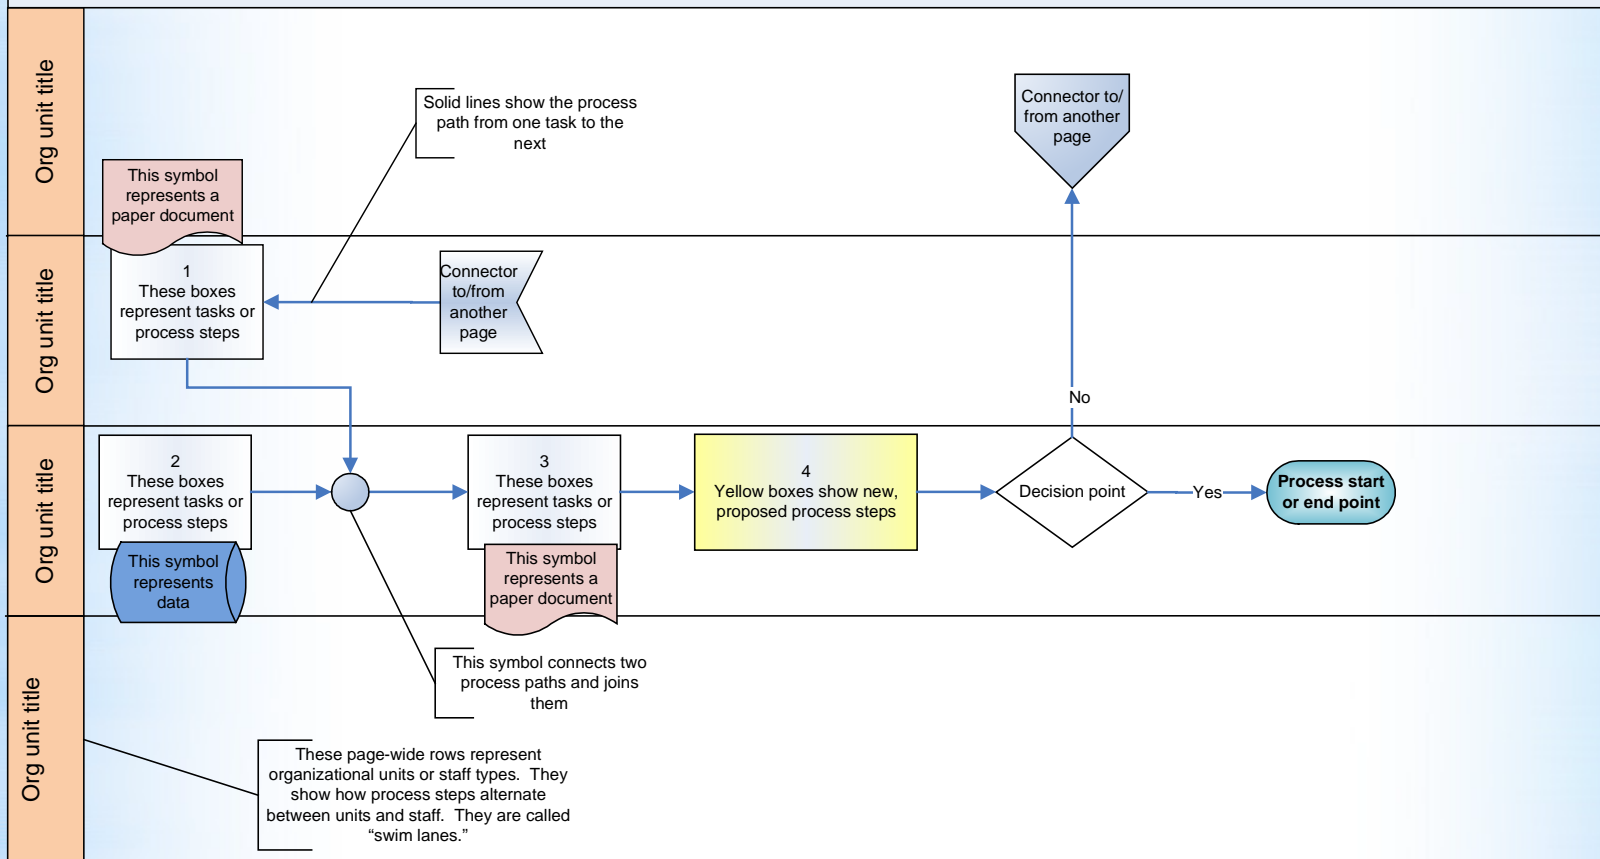 Org unit title
Solid lines show the process
path from one task to the
next
Connector to/
from another
page
This symbol
represents a
paper document
Org unit title
1
These boxes
represent tasks or
process steps
Connector
to/from
another
page
No
Org unit title
2
These boxes
represent tasks or
process steps
This symbol
represents
data
3
These boxes
represent tasks or
process steps
This symbol
represents a
paper document
4
Yellow boxes show new,
proposed process steps
Decision point
Yes
Process start
or end point
Org unit title
This symbol connects two
process paths and joins
them
These page-wide rows represent
organizational units or staff types.  They
show how process steps alternate
between units and staff.  They are called
“swim lanes.”